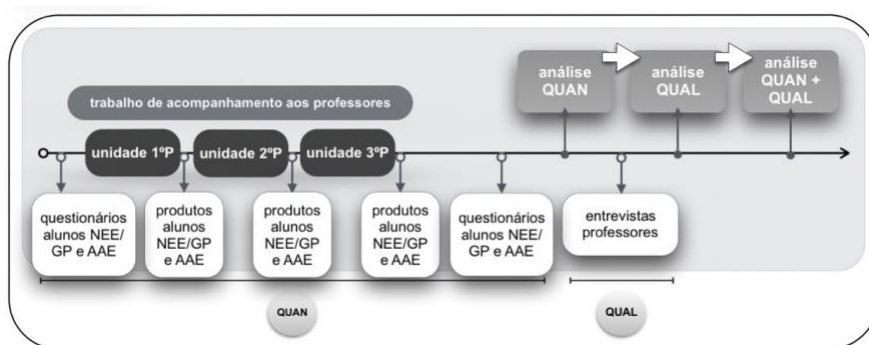 análise
QUAN
análise
QUAL
análise
QUAN +
QUAL
trabalho de acompanhamento aos professores
unidade 1ºP
unidade 2ºP
unidade 3ºP
questionários
alunos NEE/
GP e AAE
produtos
alunos
NEE/GP
e AAE
produtos
alunos
NEE/GP
e AAE
produtos
alunos
NEE/GP
e AAE
questionários
alunos NEE/
GP e AAE
entrevistas
professores
QUAN
QUAL